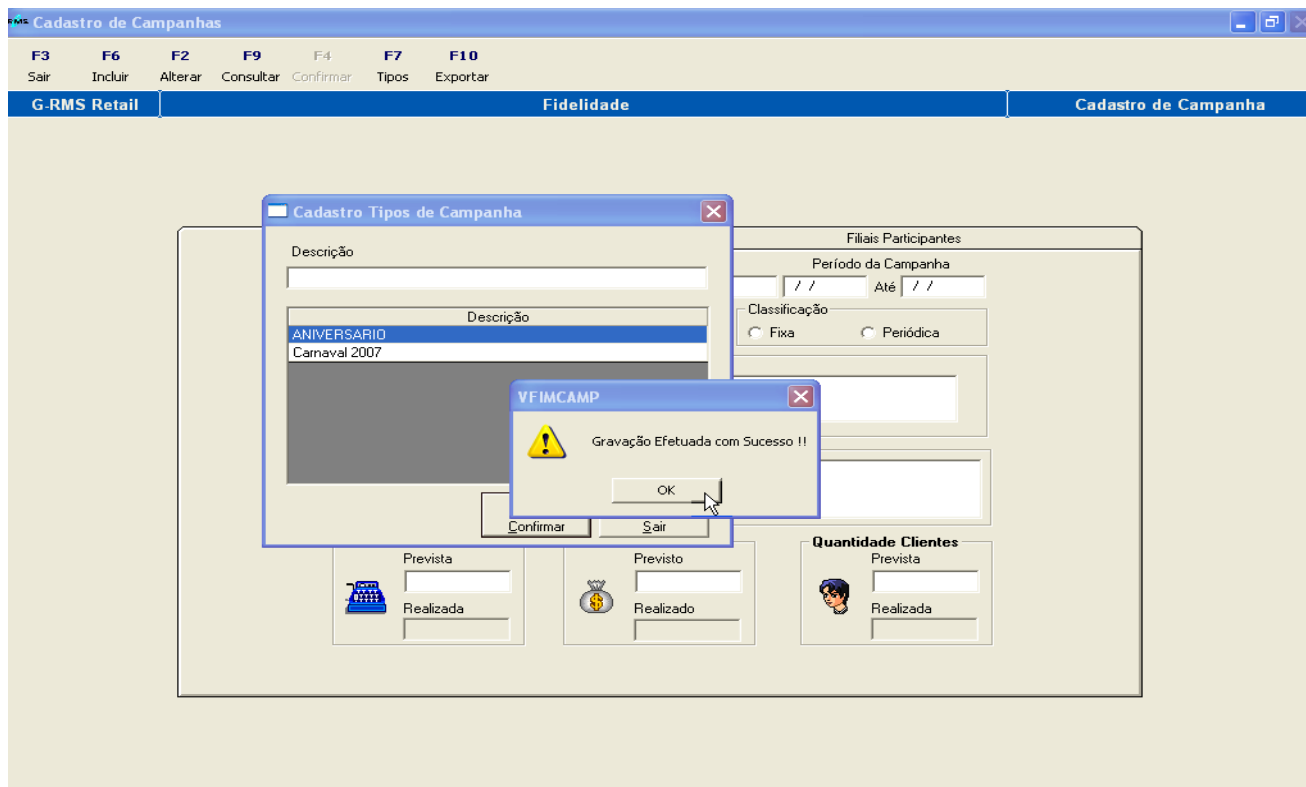 RMS Cadastro de Campanhas
F3 F6 F2 F9 F4 F7 F10
Sair Incluir Alterar Consultar Confirmar Tipos Exportar
G-RMS Retail Fidelidade Cadastro de Campanha
Cadastro Tipos de Campanha
Descrição
Descrição
ANIVERSARIO
Carnaval 2007
Confirmar Sair
VFIMCAMP
Gravação Efetuada com Sucesso !!
OK
Filiais Participantes
Período da Campanha
/ / Até / /
Classificação
Fixa Periódica
Prevista
Realizada
Previsto
Realizado
Quantidade Clientes
Prevista
Realizada